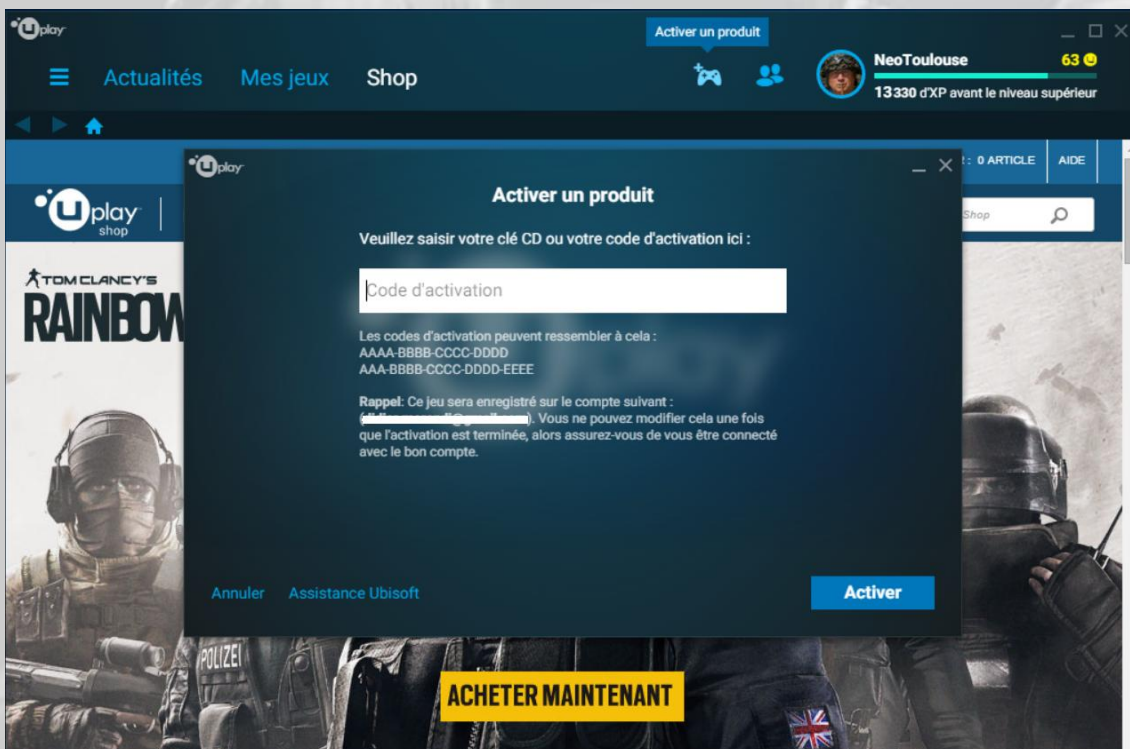 Uplay
Activer un produit
Actualités Mes jeux Shop
NeoToulouse 63
13330 d'XP avant le niveau supérieur
: 0 ARTICLE AIDE
Uplay
shop
Shop
TOM CLANCY'S
RAINBOW
Uplay
Activer un produit
Veuillez saisir votre clé CD ou votre code d'activation ici :
Code d'activation
Les codes d'activation peuvent ressembler à cela :
AAAA-BBBB-CCCC-DDDD
AAA-BBBB-CCCC-DDDD-EEEE
Rappel: Ce jeu sera enregistré sur le compte suivant :
( ). Vous ne pouvez modifier cela une fois
que l'activation est terminée, alors assurez-vous de vous être connecté
avec le bon compte.
Annuler Assistance Ubisoft Activer
POLIZEI
ACHETER MAINTENANT